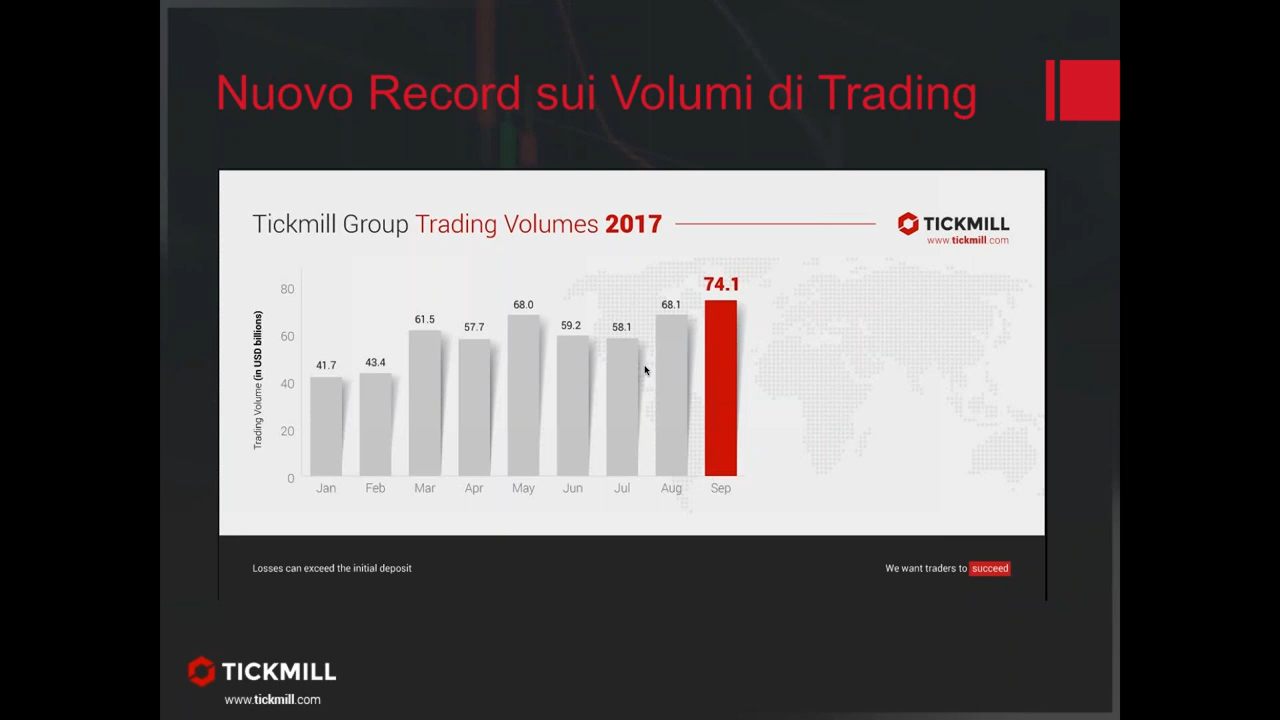 Nuovo Record sui Volumi di Trading
Tickmill Group Trading Volumes 2017
TICKMILL
www.tickmill.com
Trading Volume (in USD billions)
80
60
40
20
0
41.7
43.4
61.5
57.7
68.0
59.2
58.1
68.1
74.1
Jan Feb Mar Apr May Jun Jul Aug Sep
Losses can exceed the initial deposit
We want traders to succeed
TICKMILL
www.tickmill.com